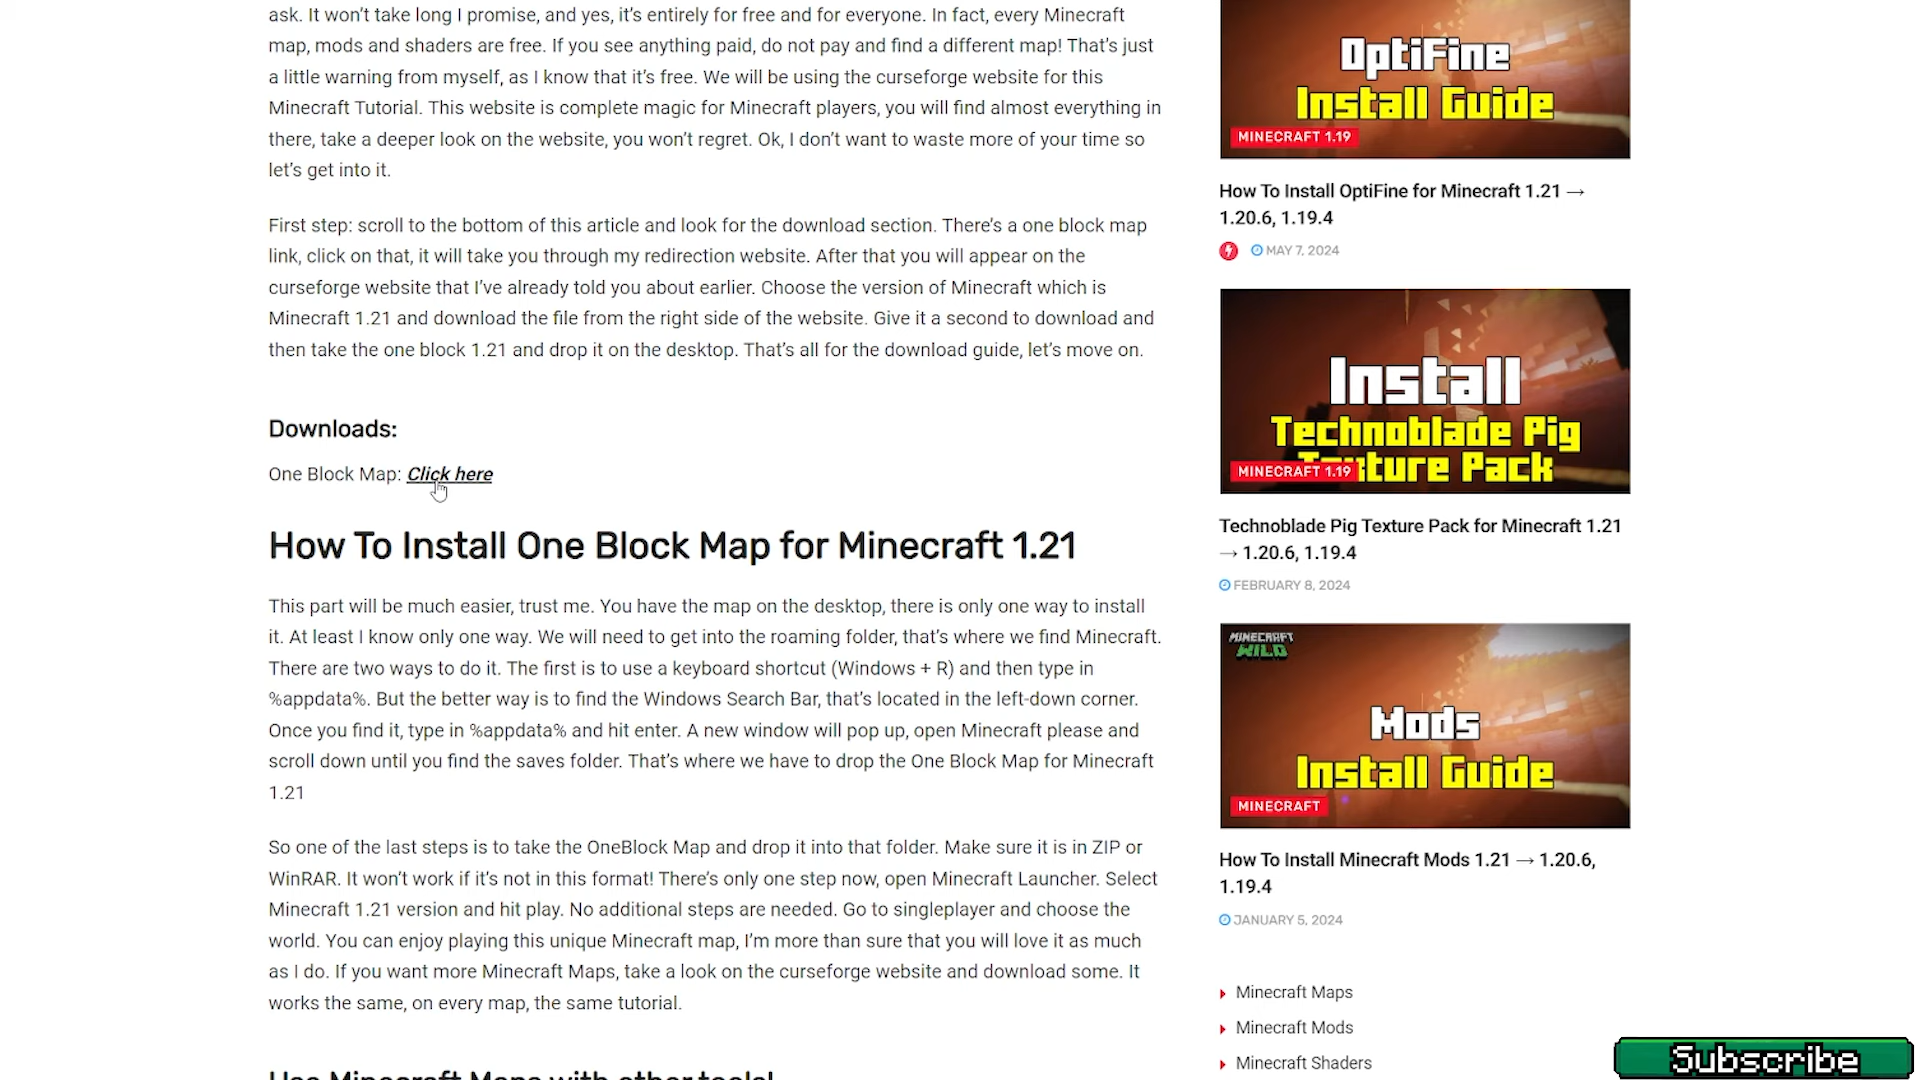 ask. It won’t take long I promise, and yes, it’s entirely for free and for everyone. In fact, every Minecraft
map, mods and shaders are free. If you see anything paid, do not pay and find a different map! That’s just
a little warning from myself, as I know that it’s free. We will be using the curseforge website for this
Minecraft Tutorial. This website is complete magic for Minecraft players, you will find almost everything in
there, take a deeper look on the website, you won’t regret. Ok, I don’t want to waste more of your time so
let’s get into it.
First step: scroll to the bottom of this article and look for the download section. There’s a one block map
link, click on that, it will take you through my redirection website. After that you will appear on the
curseforge website that I’ve already told you about earlier. Choose the version of Minecraft which is
Minecraft 1.21 and download the file from the right side of the website. Give it a second to download and
then take the one block 1.21 and drop it on the desktop. That’s all for the download guide, let’s move on.
Downloads:
One Block Map: Click here
How To Install One Block Map for Minecraft 1.21
This part will be much easier, trust me. You have the map on the desktop, there is only one way to install
it. At least I know only one way. We will need to get into the roaming folder, that’s where we find Minecraft.
There are two ways to do it. The first is to use a keyboard shortcut (Windows + R) and then type in
%appdata%. But the better way is to find the Windows Search Bar, that’s located in the left-down corner.
Once you find it, type in %appdata% and hit enter. A new window will pop up, open Minecraft please and
scroll down until you find the saves folder. That’s where we have to drop the One Block Map for Minecraft
1.21
So one of the last steps is to take the OneBlock Map and drop it into that folder. Make sure it is in ZIP or
WinRAR. It won’t work if it’s not in this format! There’s only one step now, open Minecraft Launcher. Select
Minecraft 1.21 version and hit play. No additional steps are needed. Go to singleplayer and choose the
world. You can enjoy playing this unique Minecraft map, I’m more than sure that you will love it as much
as I do. If you want more Minecraft Maps, take a look on the curseforge website and download some. It
works the same, on every map, the same tutorial.
Use Minecraft Maps with other tools!
OptiFine
Install Guide
MINECRAFT 1.19
How To Install OptiFine for Minecraft 1.21 →
1.20.6, 1.19.4
MAY 7, 2024
Install
Technoblade Pig
Texture Pack
MINECRAFT 1.19
Technoblade Pig Texture Pack for Minecraft 1.21
→ 1.20.6, 1.19.4
FEBRUARY 8, 2024
MINECRAFT
WILD
Mods
Install Guide
MINECRAFT
How To Install Minecraft Mods 1.21 → 1.20.6,
1.19.4
JANUARY 5, 2024
Minecraft Maps
Minecraft Mods
Minecraft Shaders
Subscribe